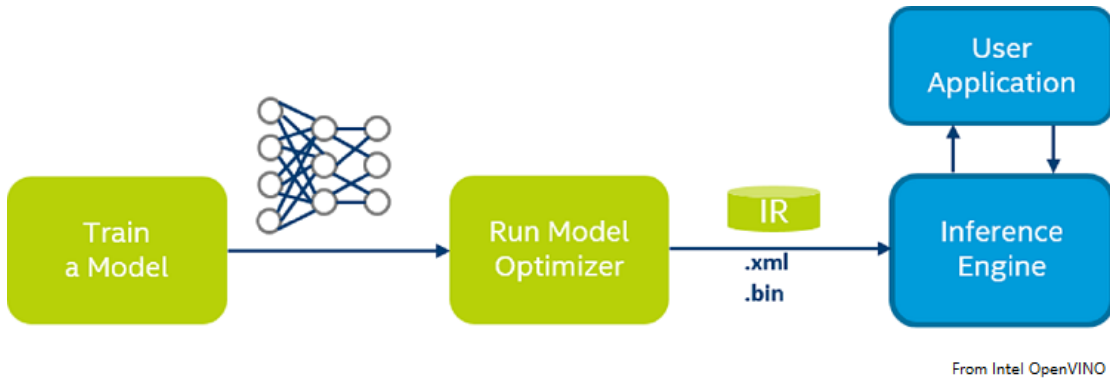 Train
a Model
Run Model
Optimizer
IR
.xml
.bin
User
Application
Inference
Engine
From Intel OpenVINO